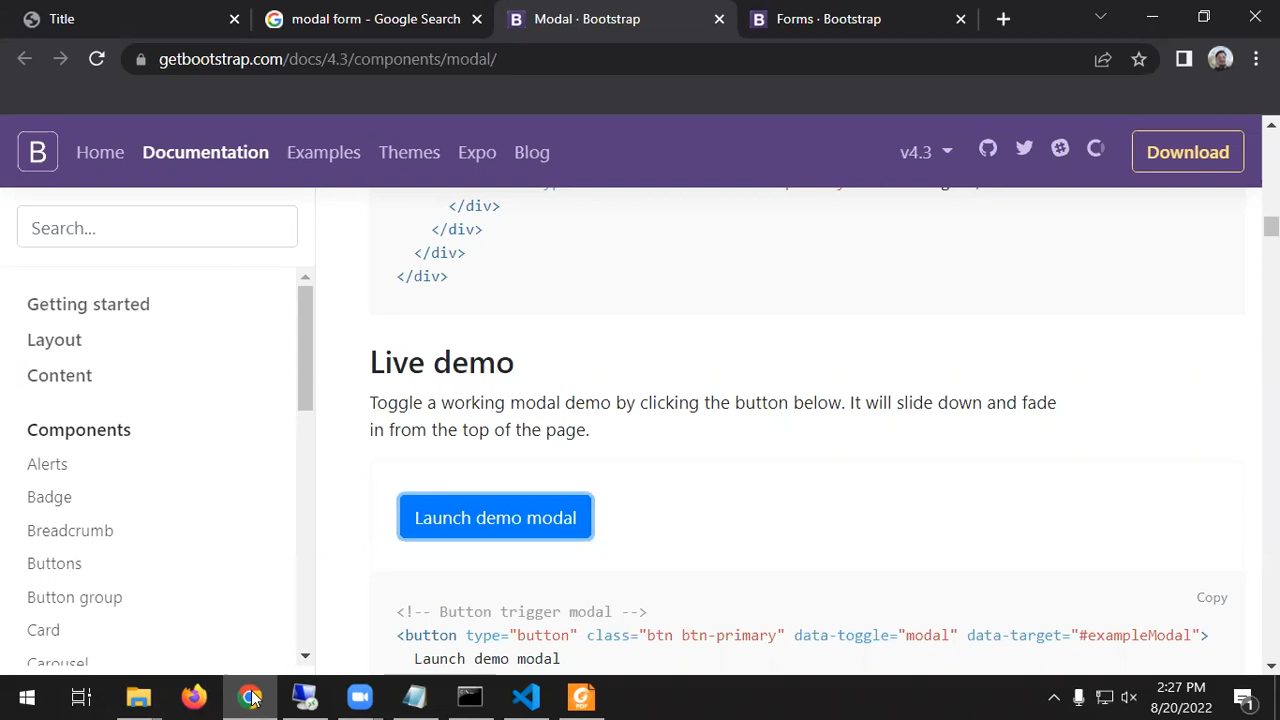 Title
modal form - Google Search
Modal · Bootstrap
Forms · Bootstrap
getbootstrap.com/docs/4.3/components/modal/
B
Home
Documentation
Examples
Themes
Expo
Blog
v4.3
Download
Search...
Getting started
Layout
Content
Components
Alerts
Badge
Breadcrumb
Buttons
Button group
Card
Carousel
</div>
</div>
</div>
</div>
Live demo
Toggle a working modal demo by clicking the button below. It will slide down and fade
in from the top of the page.
Launch demo modal
Copy
<!-- Button trigger modal -->
<button type="button" class="btn btn-primary" data-toggle="modal" data-target="#exampleModal">
Launch demo modal
2:27 PM
8/20/2022
1